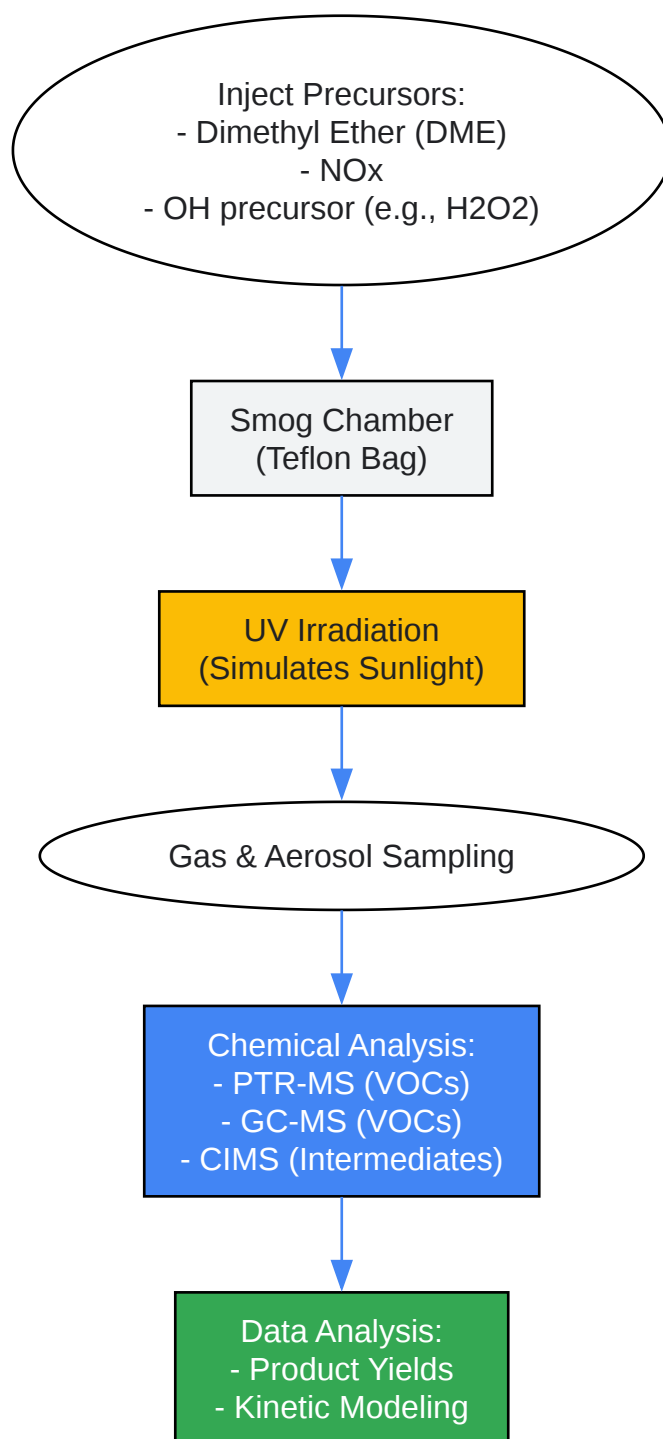 Inject Precursors:
- Dimethyl Ether (DME)
- NOx
- OH precursor (e.g., H2O2)
Smog Chamber
(Teflon Bag)
UV Irradiation
(Simulates Sunlight)
Gas & Aerosol Sampling
Chemical Analysis:
- PTR-MS (VOCs)
- GC-MS (VOCs)
- CIMS (Intermediates)
Data Analysis:
- Product Yields
- Kinetic Modeling